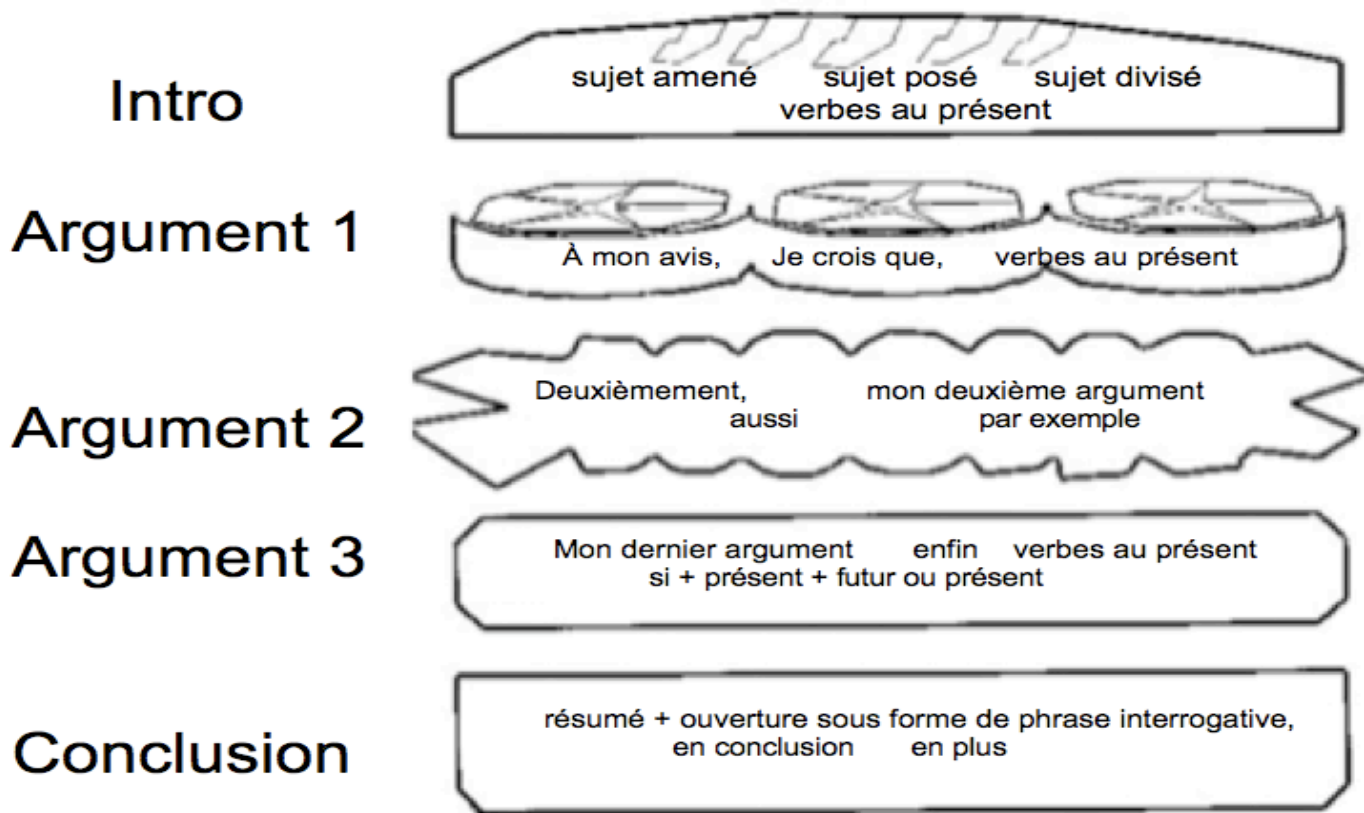 Intro
sujet amené sujet posé sujet divisé
verbes au présent
Argument 1
À mon avis, Je crois que, verbes au présent
Argument 2
Deuxièmement, mon deuxième argument
aussi par exemple
Argument 3
Mon dernier argument enfin verbes au présent
si + présent + futur ou présent
Conclusion
résumé + ouverture sous forme de phrase interrogative,
en conclusion en plus